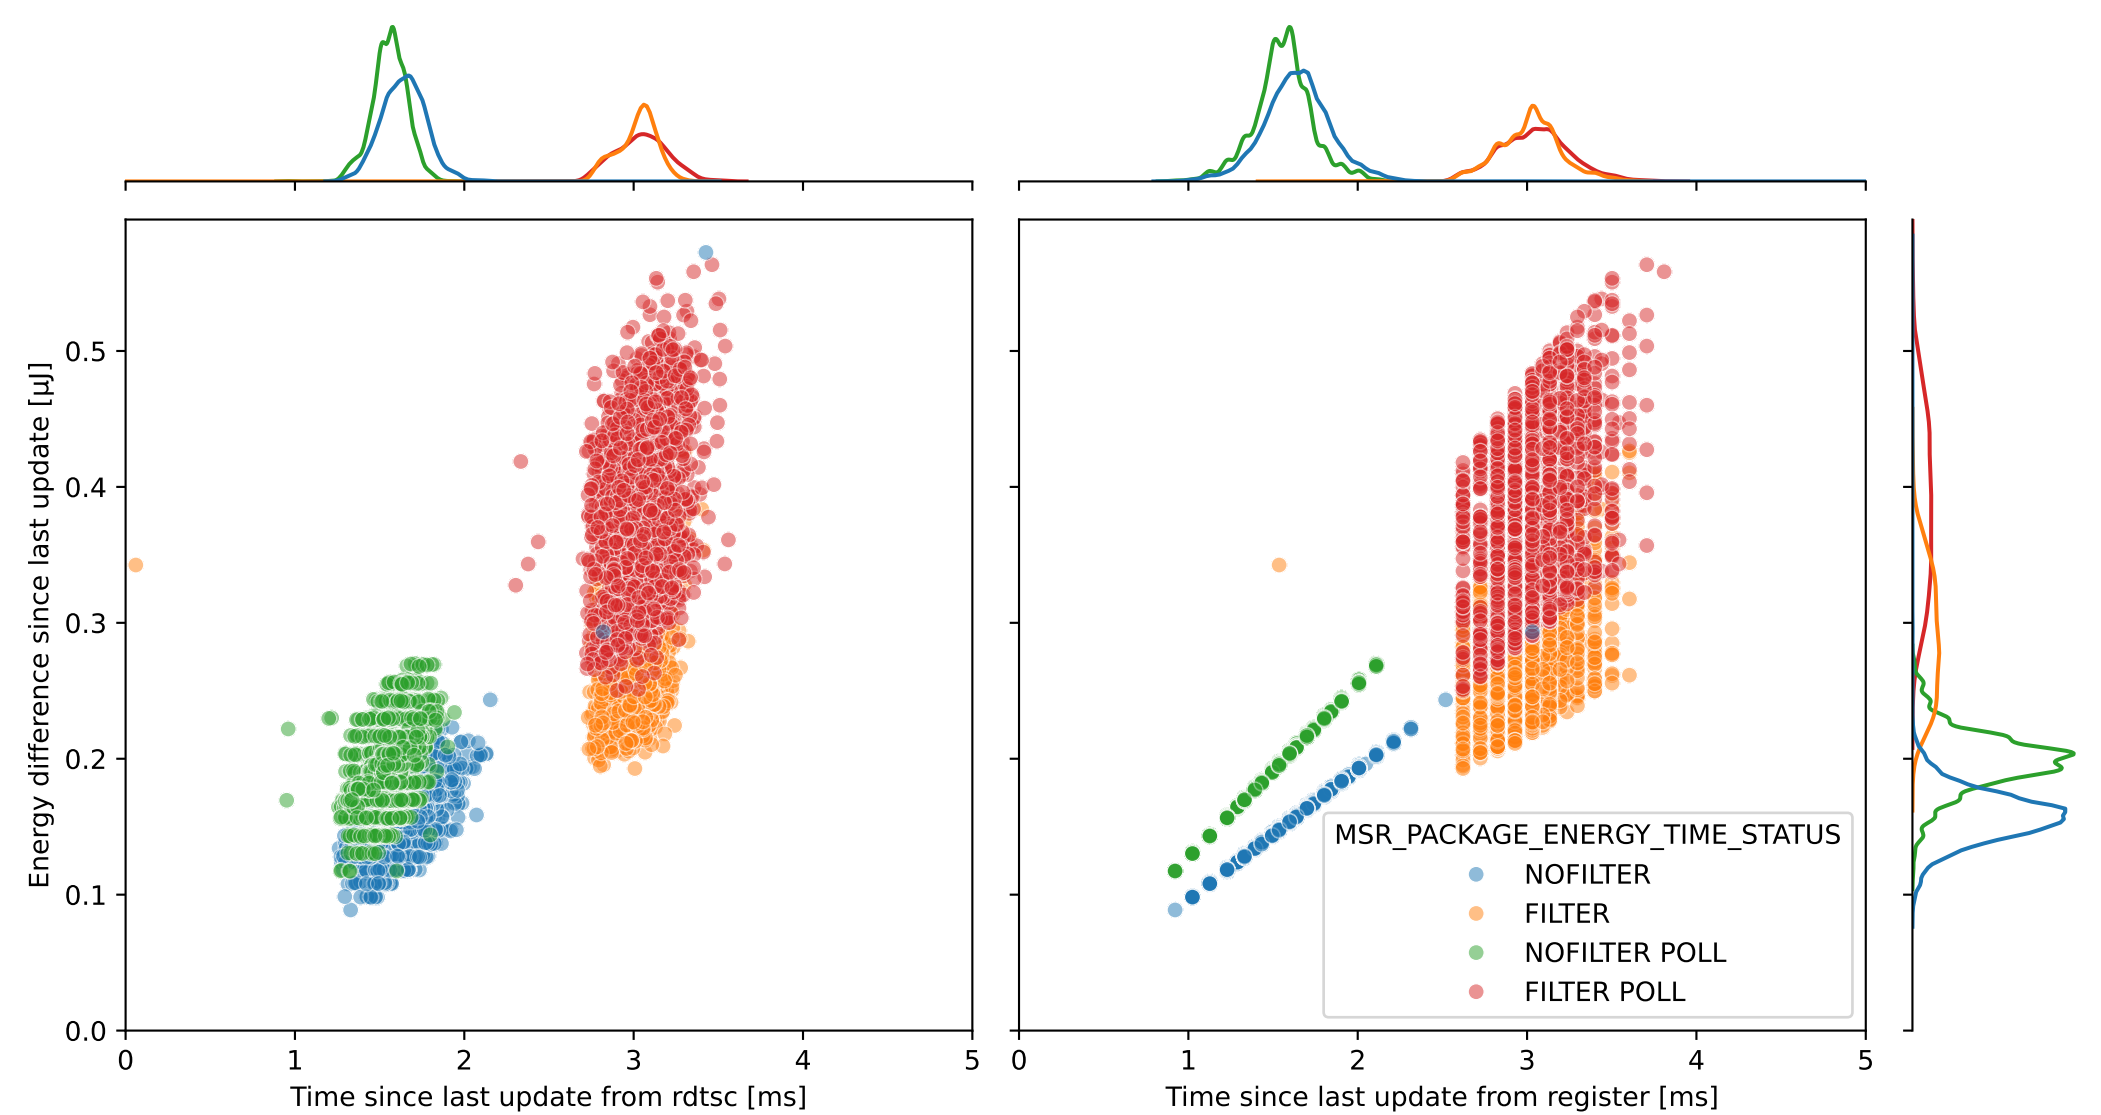 Energy difference since last update [µJ]
0.5
0.4
0.3
0.2
0.1
0.0
0 1 2 3 4 5
Time since last update from rdtsc [ms]
0 1 2 3 4 5
Time since last update from register [ms]
MSR_PACKAGE_ENERGY_TIME_STATUS
NOFILTER
FILTER
NOFILTER POLL
FILTER POLL